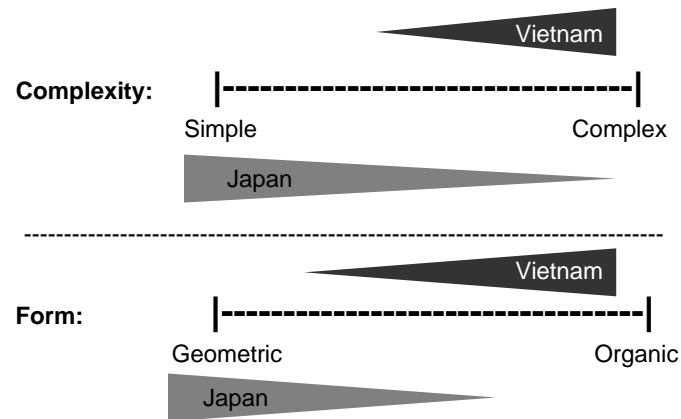 Vietnam
Complexity:
Simple Complex
Japan
Vietnam
Form:
Geometric Organic
Japan